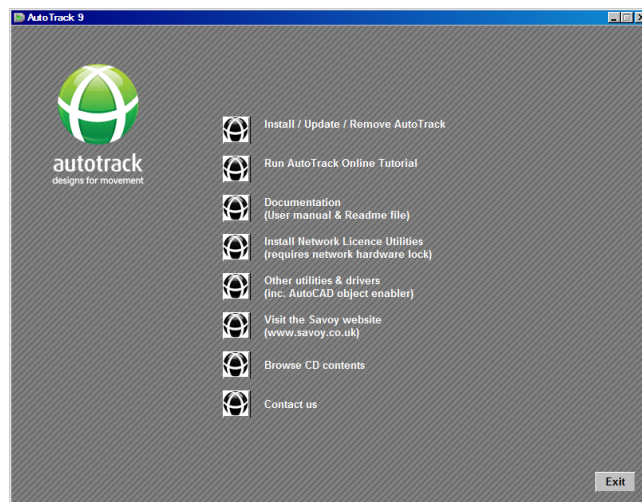 AutoTrack 9
autotrack
designs for movement
Install / Update / Remove AutoTrack
Run AutoTrack Online Tutorial
Documentation
(User manual & Readme file)
Install Network Licence Utilities
(requires network hardware lock)
Other utilities & drivers
(inc. AutoCAD object enabler)
Visit the Savoy website
(www.savoy.co.uk)
Browse CD contents
Contact us
Exit